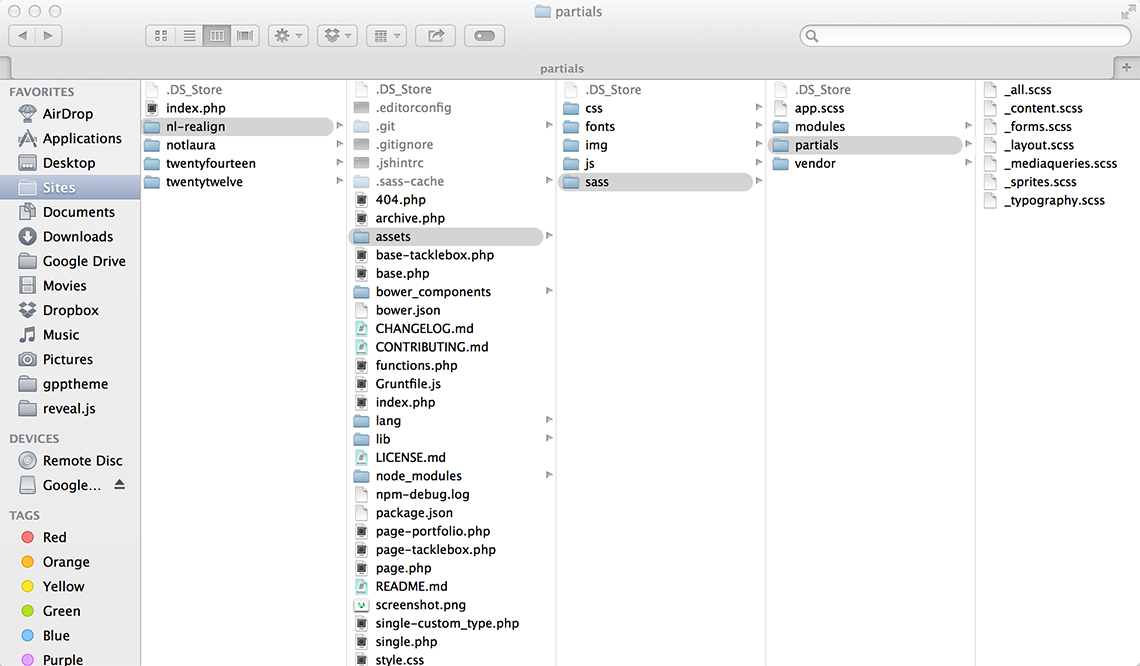 partials
partials
FAVORITES
AirDrop
Applications
Desktop
Sites
Documents
Downloads
Google Drive
Movies
Dropbox
Music
Pictures
gpptheme
reveal.js
DEVICES
Remote Disc
Google...
TAGS
Red
Orange
Yellow
Green
Blue
Purple
.DS_Store
index.php
nl-realign
notlaura
twentyfourteen
twentytwelve
.DS_Store
.editorconfig
.git
.gitignore
.jshintrc
.sass-cache
404.php
archive.php
assets
base-tacklebox.php
base.php
bower_components
bower.json
CHANGELOG.md
CONTRIBUTING.md
functions.php
Gruntfile.js
index.php
lang
lib
LICENSE.md
node_modules
npm-debug.log
package.json
page-portfolio.php
page-tacklebox.php
page.php
README.md
screenshot.png
single-custom_type.php
single.php
style.css
.DS_Store
css
fonts
img
js
sass
.DS_Store
app.scss
modules
partials
vendor
_all.scss
_content.scss
_forms.scss
_layout.scss
_mediaqueries.scss
_sprites.scss
_typography.scss